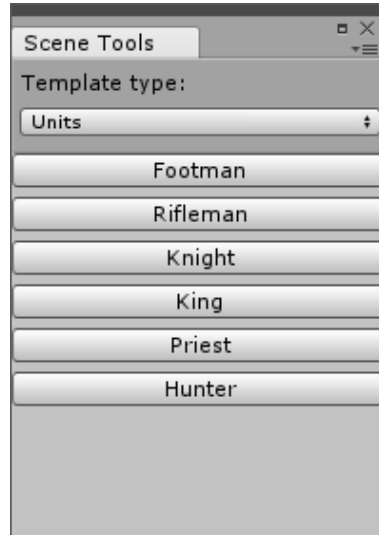 Scene Tools
Template type:
Units
Footman
Rifleman
Knight
King
Priest
Hunter